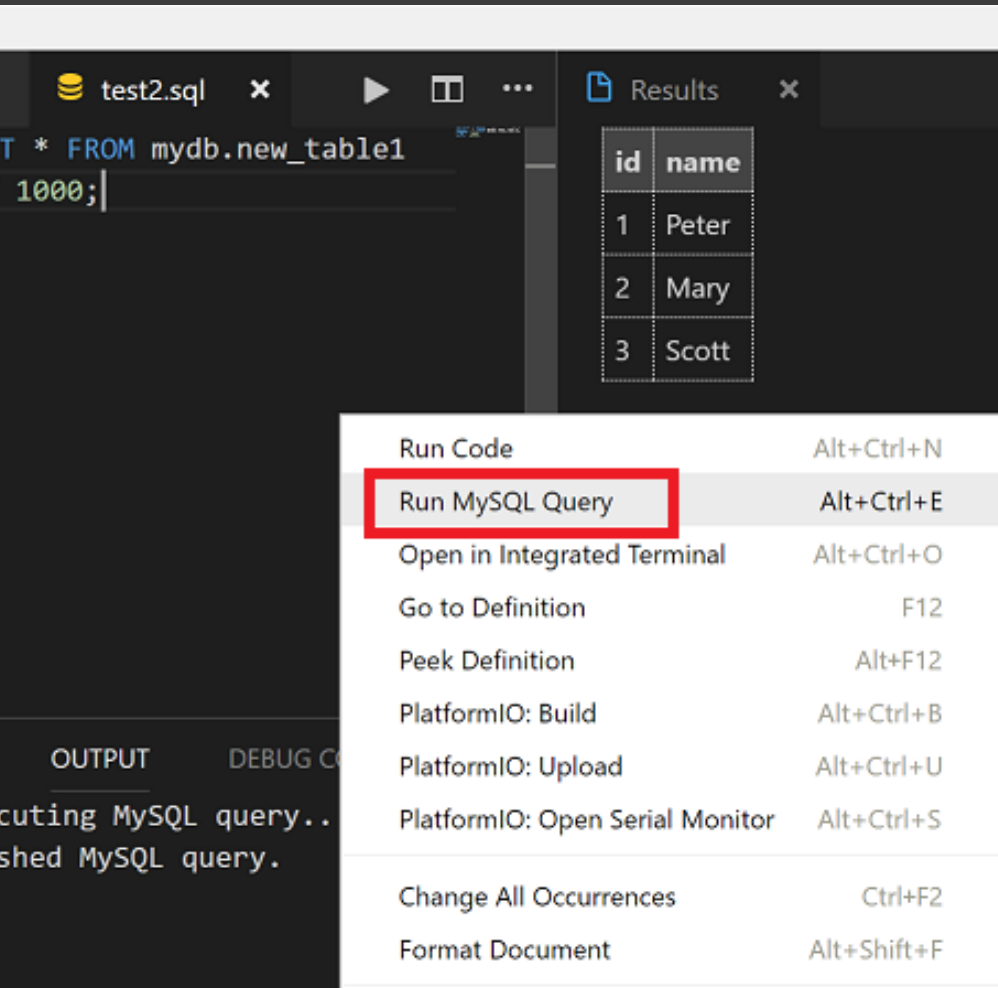 test2.sql
Results
T * FROM mydb.new_table1
1000;
id name
1 Peter
2 Mary
3 Scott
Run Code Alt+Ctrl+N
Run MySQL Query Alt+Ctrl+E
Open in Integrated Terminal Alt+Ctrl+O
Go to Definition F12
Peek Definition Alt+F12
PlatformIO: Build Alt+Ctrl+B
PlatformIO: Upload Alt+Ctrl+U
PlatformIO: Open Serial Monitor Alt+Ctrl+S
Change All Occurrences Ctrl+F2
Format Document Alt+Shift+F
OUTPUT DEBUG CO
cuting MySQL query..
shed MySQL query.